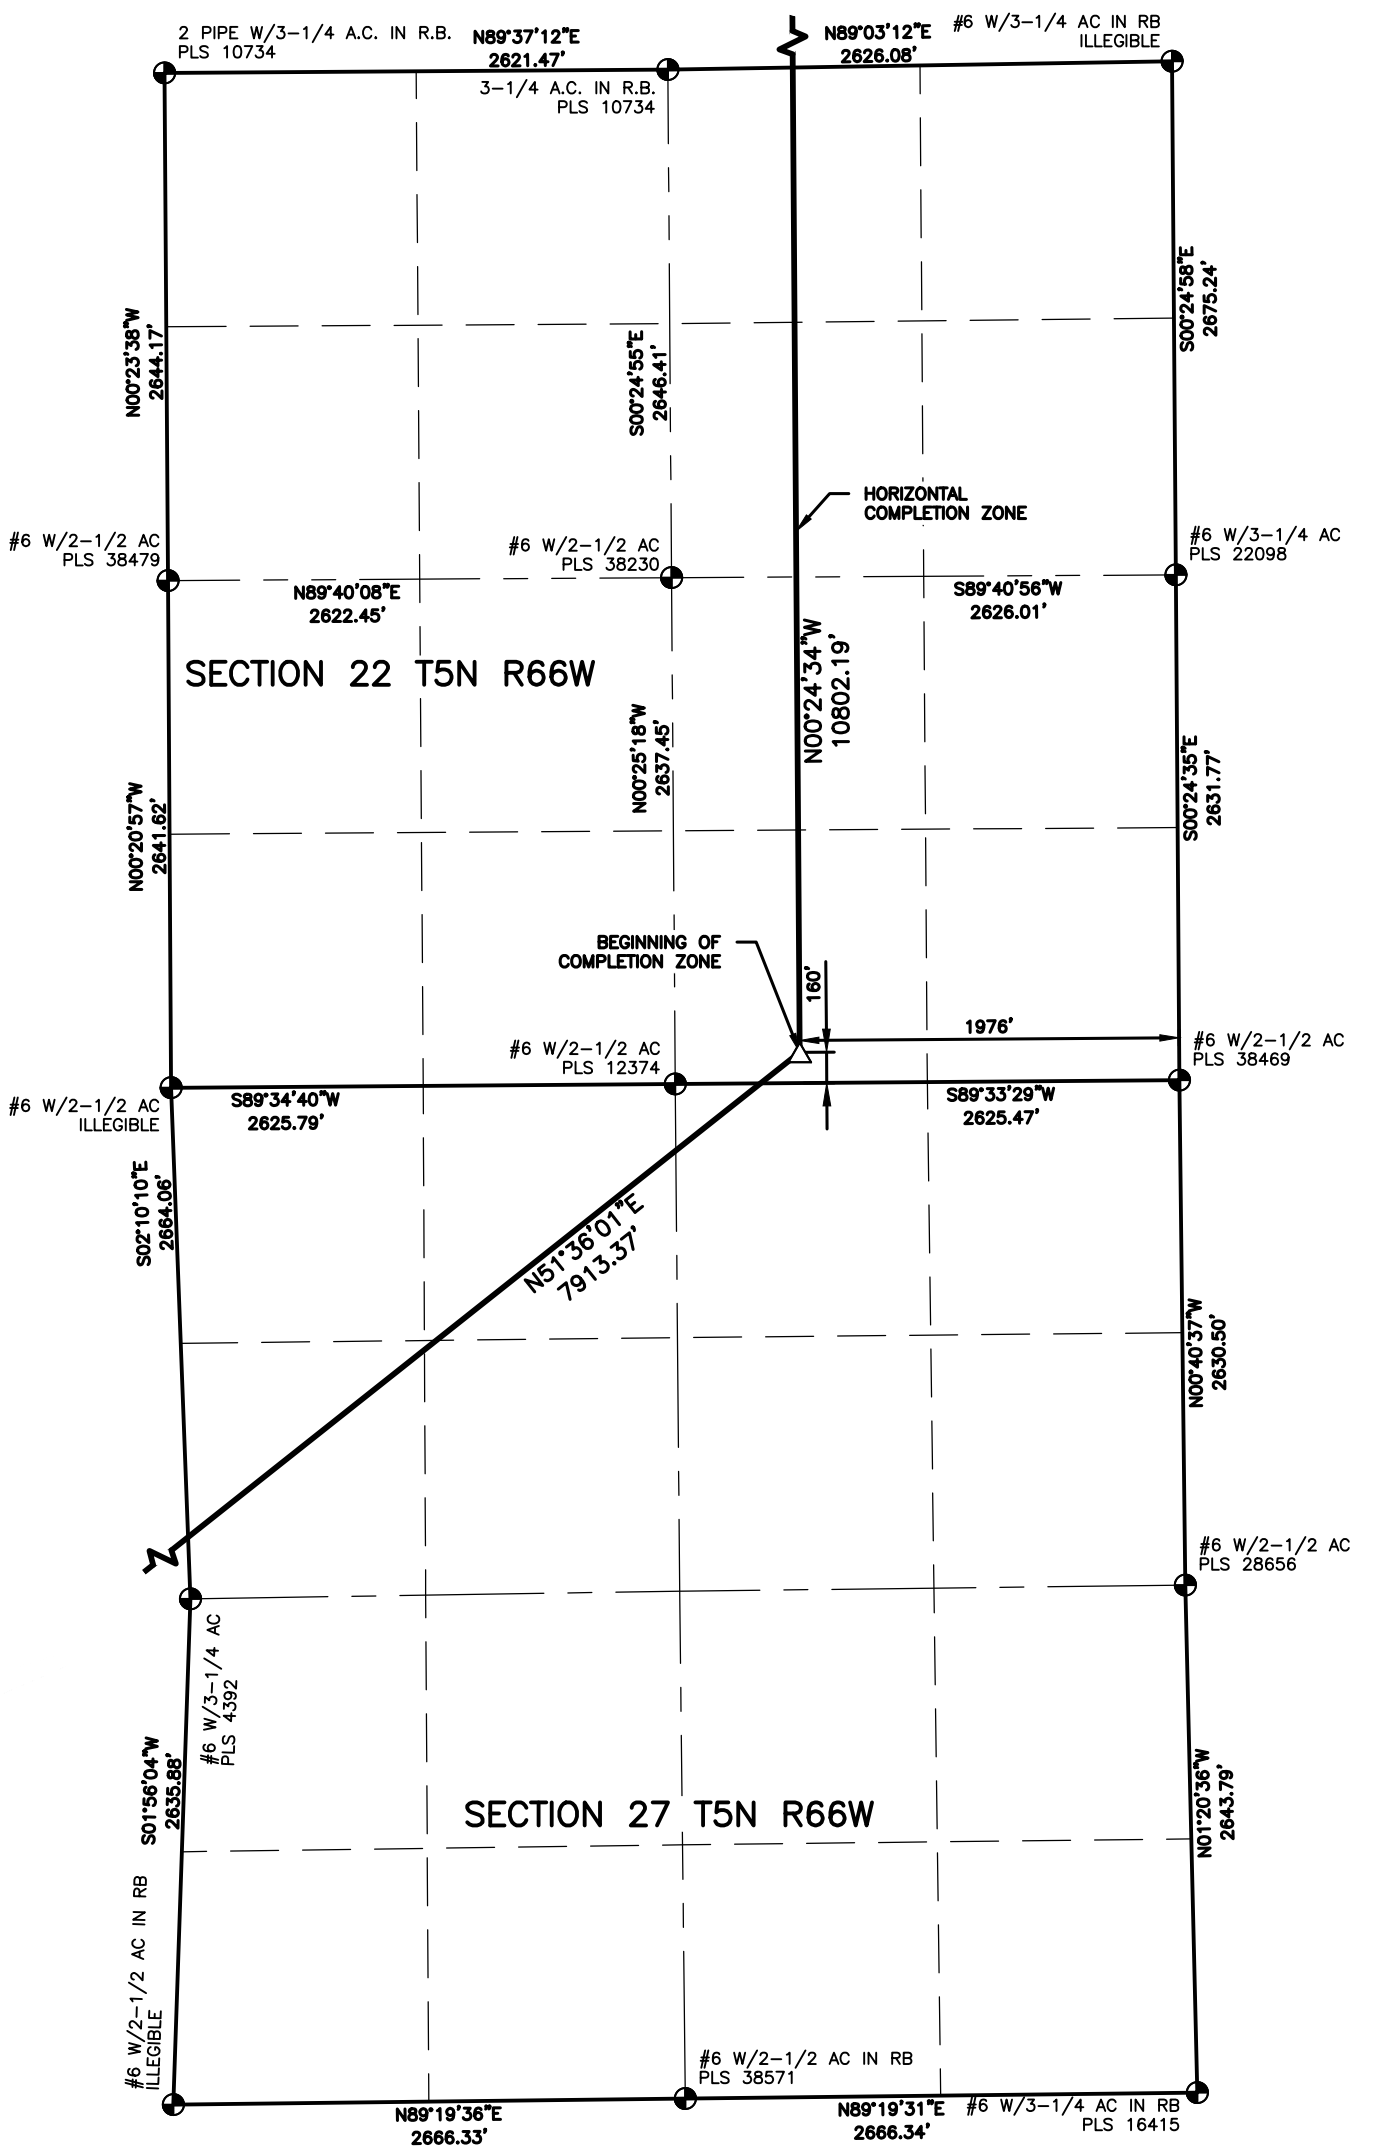 2 PIPE W/3-1/4 A.C. IN R.B.
PLS 10734
N89°37'12"E
2621.47'
3-1/4 A.C. IN R.B.
PLS 10734
N89°03'12"E
2626.08'
#6 W/3-1/4 AC IN RB
ILLEGIBLE
N00°23'38"W
2644.17'
S00°24'55"E
2646.41'
S00°24'58"E
2675.24'
HORIZONTAL
COMPLETION ZONE
#6 W/2-1/2 AC
PLS 38479
#6 W/2-1/2 AC
PLS 38230
#6 W/3-1/4 AC
PLS 22098
N89°40'08"E
2622.45'
S89°40'56"W
2626.01'
SECTION 22 T5N R66W
N00°24'34"W
10802.19'
N00°20'57"W
2641.62'
N00°25'18"W
2637.45'
S00°24'35"E
2631.77'
BEGINNING OF
COMPLETION ZONE
160'
1976'
#6 W/2-1/2 AC
PLS 12374
#6 W/2-1/2 AC
PLS 38469
#6 W/2-1/2 AC
ILLEGIBLE
S89°34'40"W
2625.79'
S89°33'29"W
2625.47'
S02°10'10"E
2664.06'
N51°36'01"E
7913.37'
N00°40'37"W
2630.50'
#6 W/2-1/2 AC
PLS 28656
#6 W/3-1/4 AC
PLS 4392
S01°56'04"W
2635.88'
SECTION 27 T5N R66W
N01°20'36"W
2643.79'
#6 W/2-1/2 AC IN RB
ILLEGIBLE
#6 W/2-1/2 AC IN RB
PLS 38571
N89°19'36"E
2666.33'
N89°19'31"E
2666.34'
#6 W/3-1/4 AC IN RB
PLS 16415